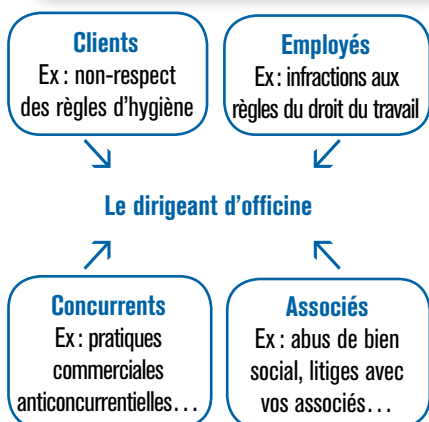 Clients
Ex : non-respect
des règles d'hygiène
Employés
Ex : infractions aux
règles du droit du travail
Le dirigeant d'officine
Concurrents
Ex : pratiques
commerciales
anticoncurrentielles...
Associés
Ex : abus de bien
social, litiges avec
vos associés...